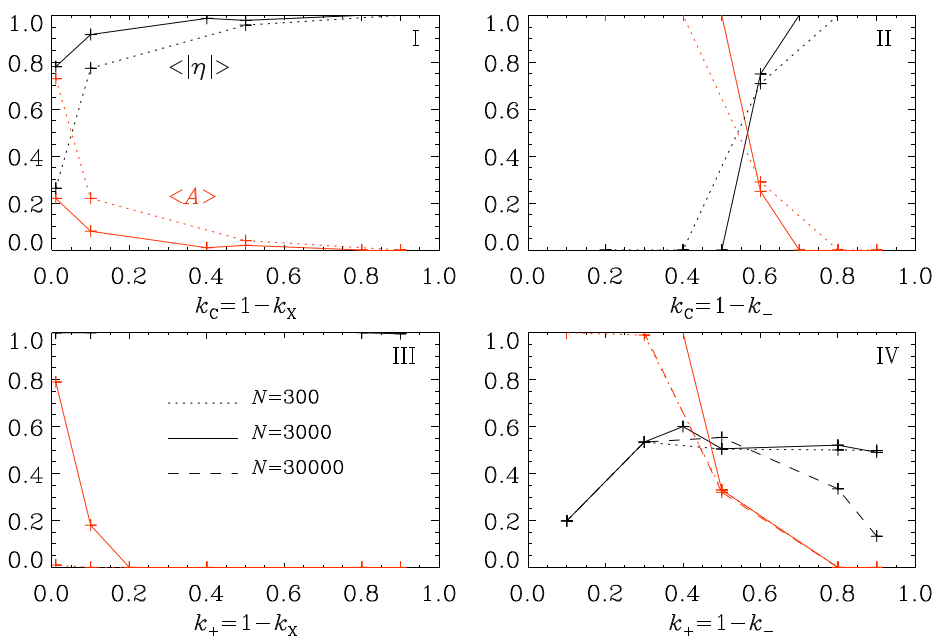 1.0 0.8 0.6 0.4 0.2 0.0
I
<|η|>
<A>
0.0 0.2 0.4 0.6 0.8 1.0
k_C=1−k_X
1.0 0.8 0.6 0.4 0.2 0.0
II
0.0 0.2 0.4 0.6 0.8 1.0
k_C=1−k_−
1.0 0.8 0.6 0.4 0.2 0.0
III
N=300
N=3000
N=30000
0.0 0.2 0.4 0.6 0.8 1.0
k_+=1−k_X
1.0 0.8 0.6 0.4 0.2 0.0
IV
0.0 0.2 0.4 0.6 0.8 1.0
k_+=1−k_−